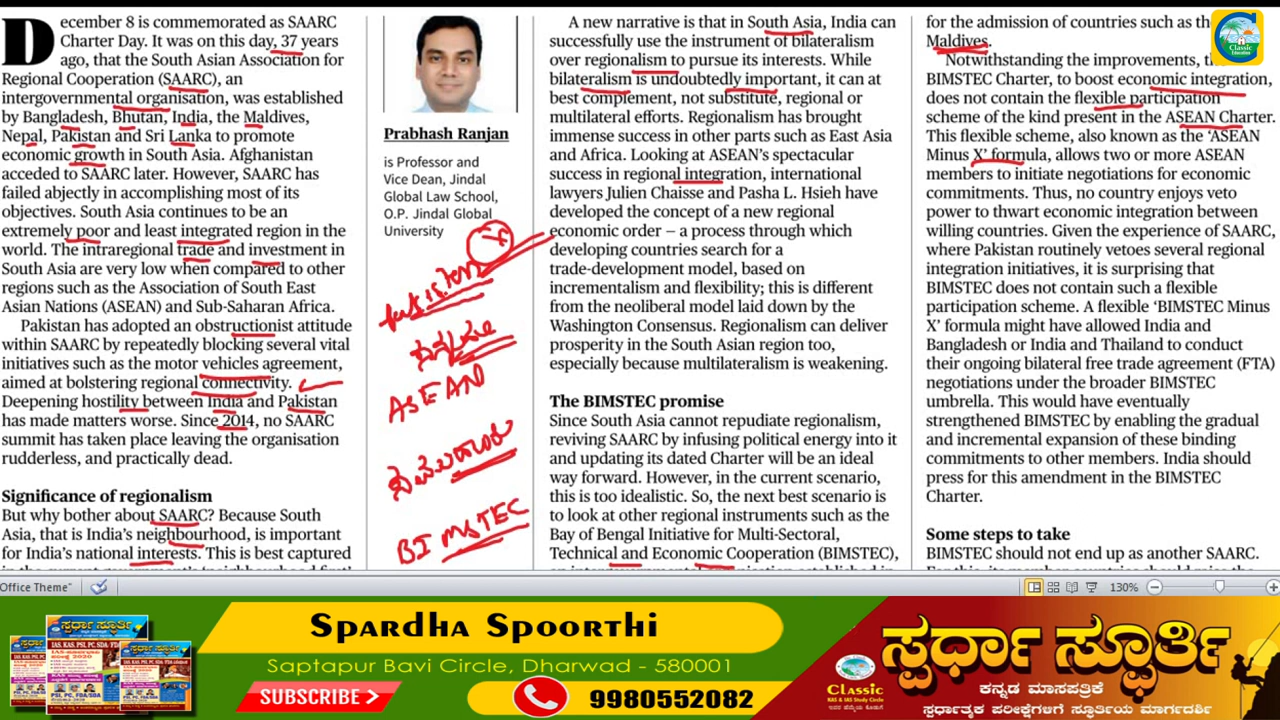 December 8 is commemorated as SAARC
Charter Day. It was on this day, 37 years
ago, that the South Asian Association for
Regional Cooperation (SAARC), an
intergovernmental organisation, was established
by Bangladesh, Bhutan, India, the Maldives,
Nepal, Pakistan and Sri Lanka to promote
economic growth in South Asia. Afghanistan
acceded to SAARC later. However, SAARC has
failed abjectly in accomplishing most of its
objectives. South Asia continues to be an
extremely poor and least integrated region in the
world. The intraregional trade and investment in
South Asia are very low when compared to other
regions such as the Association of South East
Asian Nations (ASEAN) and Sub-Saharan Africa.
Pakistan has adopted an obstructionist attitude
within SAARC by repeatedly blocking several vital
initiatives such as the motor vehicles agreement,
aimed at bolstering regional connectivity.
Deepening hostility between India and Pakistan
has made matters worse. Since 2014, no SAARC
summit has taken place leaving the organisation
rudderless, and practically dead.
Significance of regionalism
But why bother about SAARC? Because South
Asia, that is India's neighbourhood, is important
for India's national interests. This is best captured
Prabhash Ranjan
is Professor and
Vice Dean, Jindal
Global Law School,
O.P. Jindal Global
University
ASEAN
BIMSTEC
A new narrative is that in South Asia, India can
successfully use the instrument of bilateralism
over regionalism to pursue its interests. While
bilateralism is undoubtedly important, it can at
best complement, not substitute, regional or
multilateral efforts. Regionalism has brought
immense success in other parts such as East Asia
and Africa. Looking at ASEAN's spectacular
success in regional integration, international
lawyers Julien Chaisse and Pasha L. Hsieh have
developed the concept of a new regional
economic order – a process through which
developing countries search for a
trade-development model, based on
incrementalism and flexibility; this is different
from the neoliberal model laid down by the
Washington Consensus. Regionalism can deliver
prosperity in the South Asian region too,
especially because multilateralism is weakening.
The BIMSTEC promise
Since South Asia cannot repudiate regionalism,
reviving SAARC by infusing political energy into it
and updating its dated Charter will be an ideal
way forward. However, in the current scenario,
this is too idealistic. So, the next best scenario is
to look at other regional instruments such as the
Bay of Bengal Initiative for Multi-Sectoral,
Technical and Economic Cooperation (BIMSTEC),
for the admission of countries such as the
Maldives.
Notwithstanding the improvements, the
BIMSTEC Charter, to boost economic integration,
does not contain the flexible participation
scheme of the kind present in the ASEAN Charter.
This flexible scheme, also known as the 'ASEAN
Minus X' formula, allows two or more ASEAN
members to initiate negotiations for economic
commitments. Thus, no country enjoys veto
power to thwart economic integration between
willing countries. Given the experience of SAARC,
where Pakistan routinely vetoes several regional
integration initiatives, it is surprising that
BIMSTEC does not contain such a flexible
participation scheme. A flexible 'BIMSTEC Minus
X' formula might have allowed India and
Bangladesh or India and Thailand to conduct
their ongoing bilateral free trade agreement (FTA)
negotiations under the broader BIMSTEC
umbrella. This would have eventually
strengthened BIMSTEC by enabling the gradual
and incremental expansion of these binding
commitments to other members. India should
press for this amendment in the BIMSTEC
Charter.
Some steps to take
BIMSTEC should not end up as another SAARC.
Classic
Education
Office Theme"
130%
Spardha Spoorthi
Saptapur Bavi Circle Dharwad - 580001
SUBSCRIBE >
9980552082
Classic
ಸ್ಪರ್ಧಾ ಸ್ಪೂರ್ತಿ
ಕನ್ನಡ ಮಾಸಪತ್ರಿಕೆ
ಸ್ಪರ್ಧಾತ್ಮಕ ಪರೀಕ್ಷೆಗಳಿಗೆ ಸ್ಫೂರ್ತಿಯ ಮಾರ್ಗದರ್ಶಿ